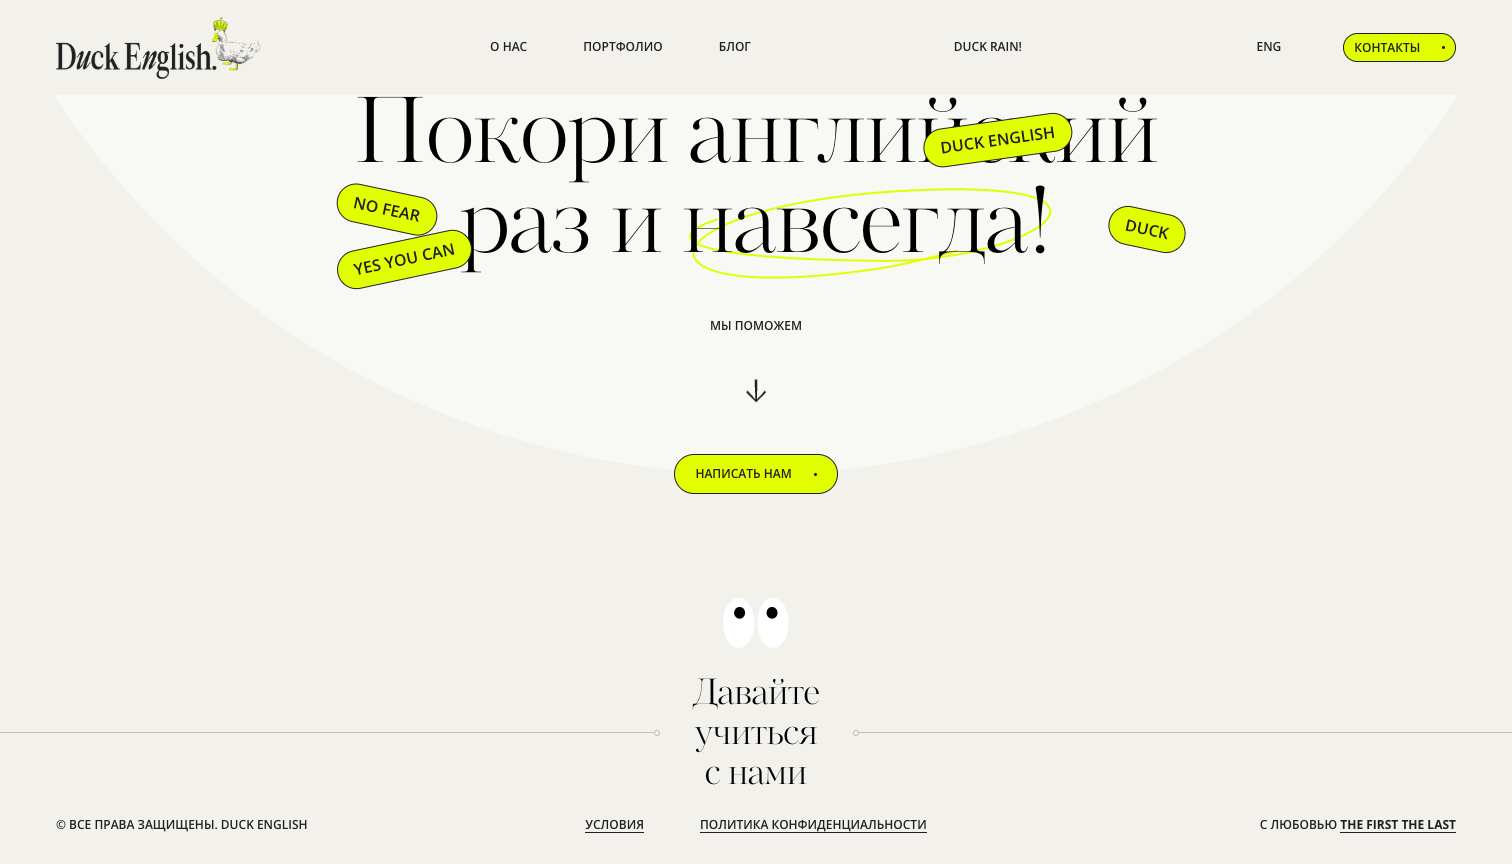 Duck English.
О НАС
ПОРТФОЛИО
БЛОГ
DUCK RAIN!
ENG
КОНТАКТЫ
Покори английский
DUCK ENGLISH
NO FEAR
раз и навсегда!
DUCK
YES YOU CAN
МЫ ПОМОЖЕМ
НАПИСАТЬ НАМ
Давайте
учиться
с нами
© ВСЕ ПРАВА ЗАЩИЩЕНЫ. DUCK ENGLISH
УСЛОВИЯ
ПОЛИТИКА КОНФИДЕНЦИАЛЬНОСТИ
С ЛЮБОВЬЮ THE FIRST THE LAST